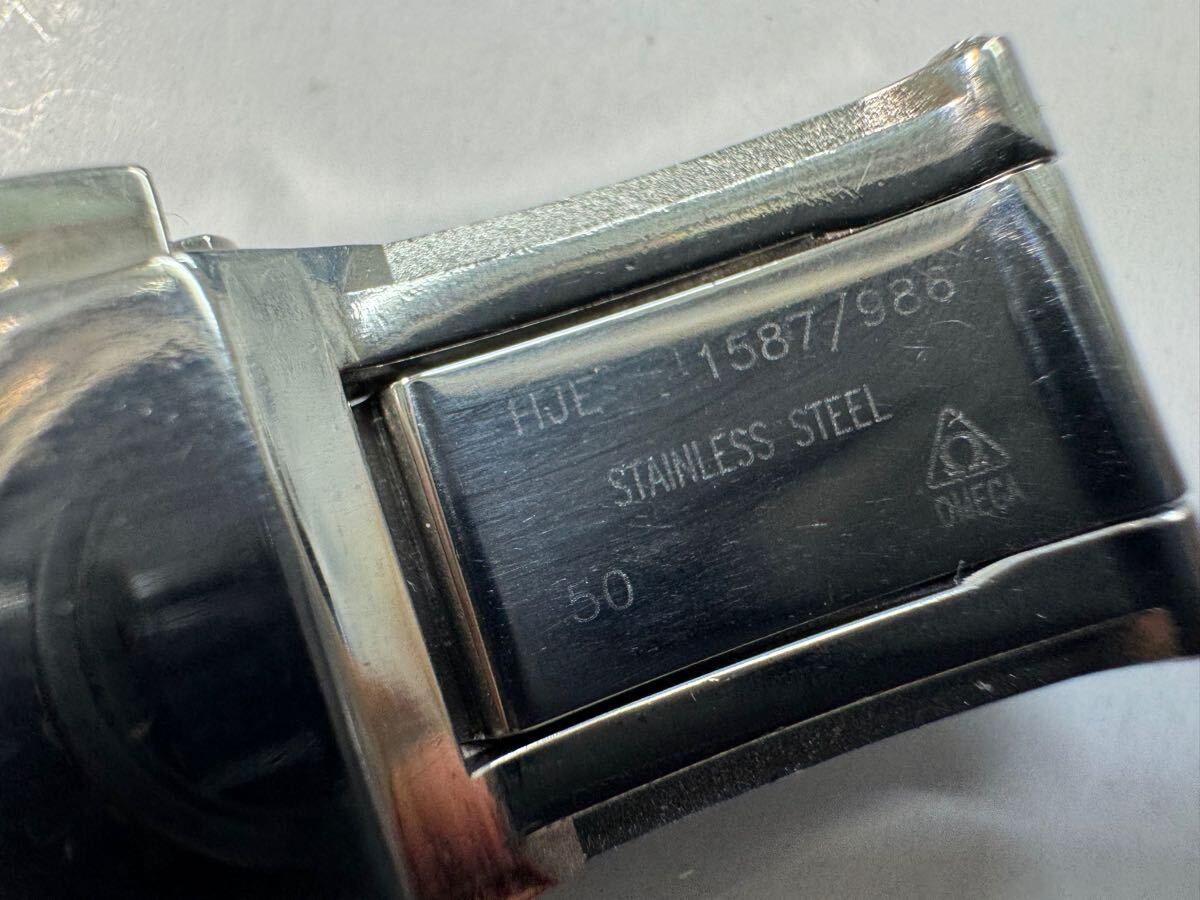 HJE 1587/986
STAINLESS STEEL
Ω
OMEGA
50